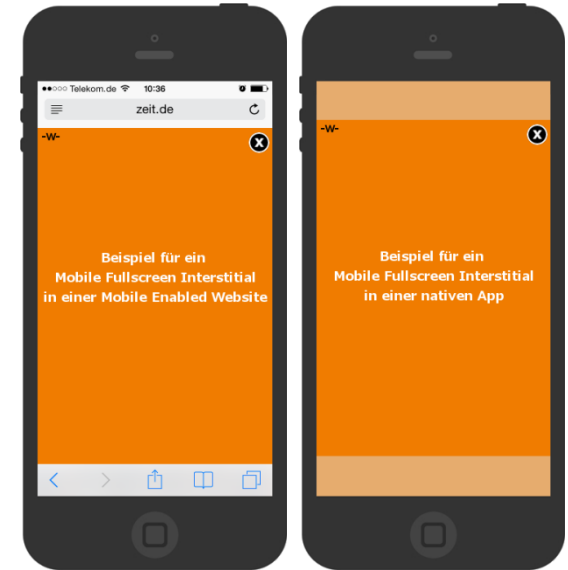 Telekom.de 10:36
zeit.de
-W-
X
Beispiel für ein
Mobile Fullscreen Interstitial
in einer Mobile Enabled Website
-W-
X
Beispiel für ein
Mobile Fullscreen Interstitial
in einer nativen App